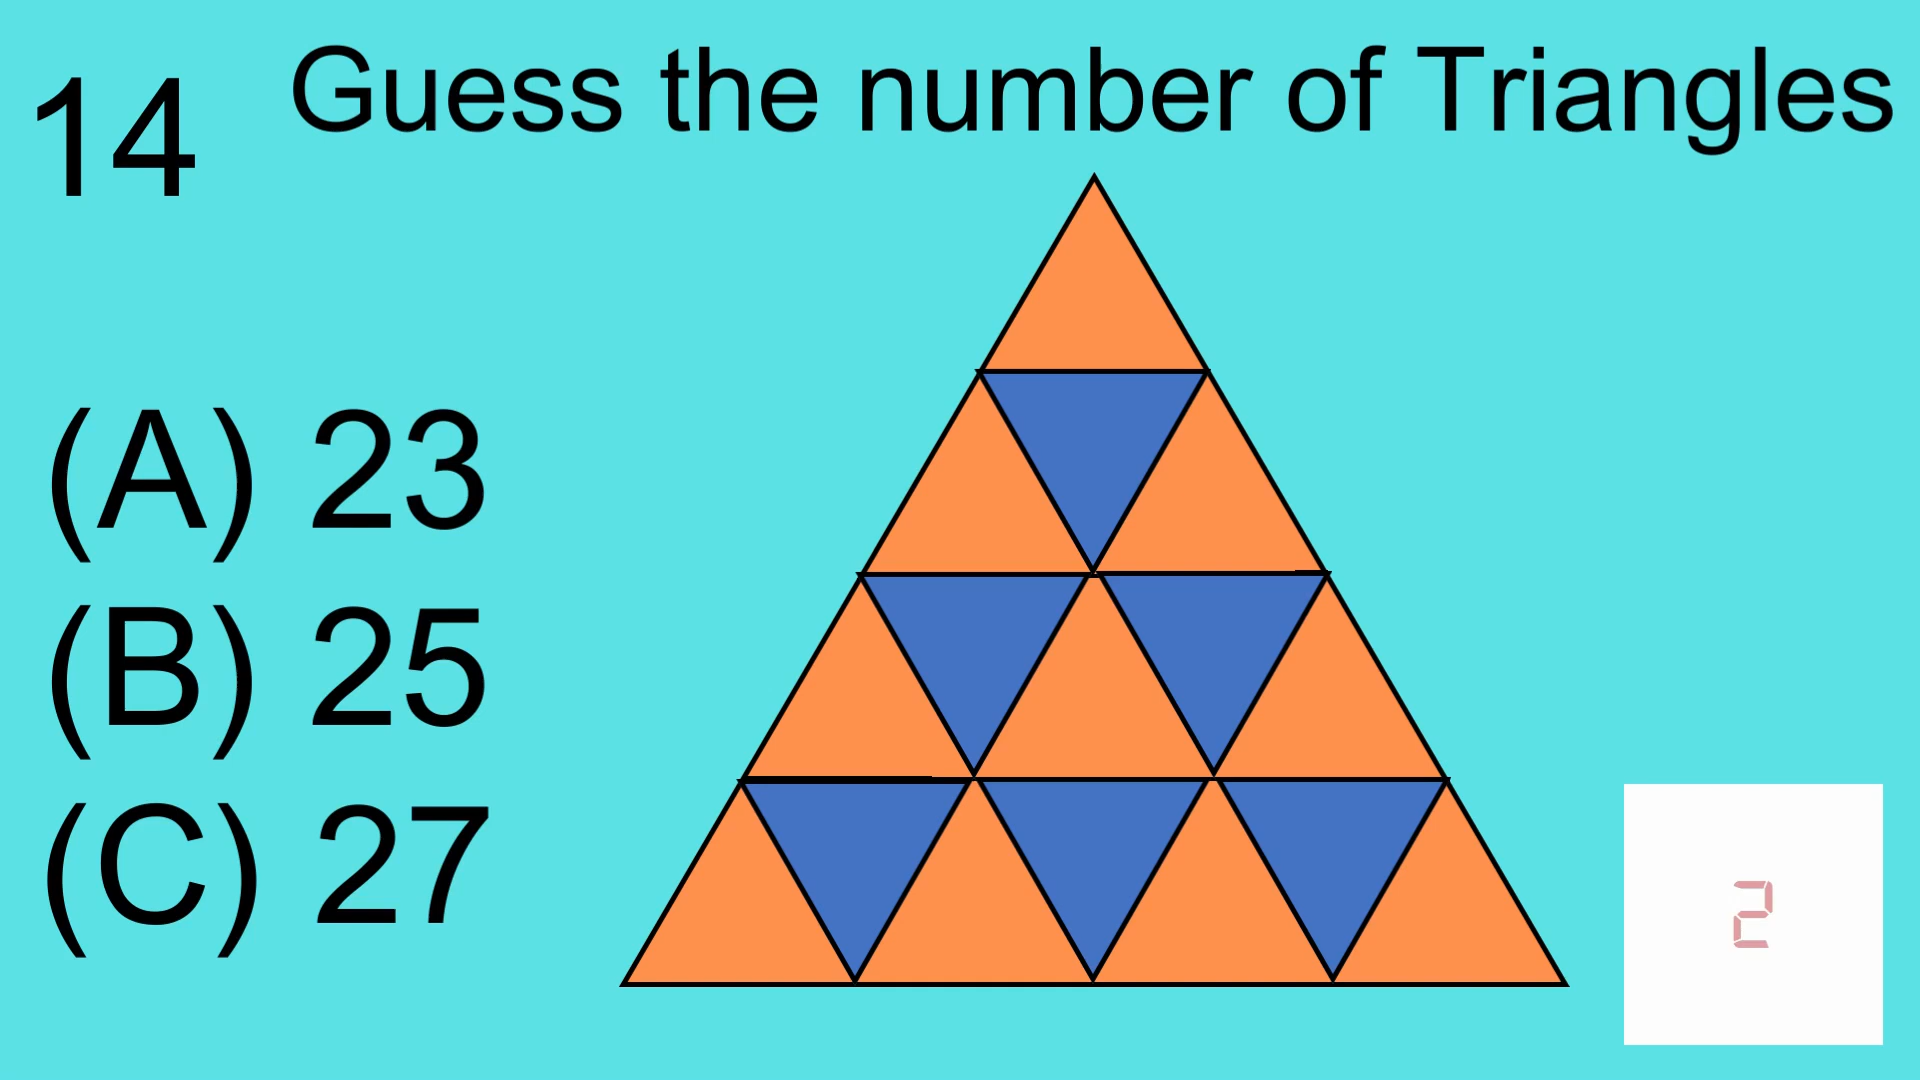 14
Guess the number of Triangles
(A) 23
(B) 25
(C) 27
2